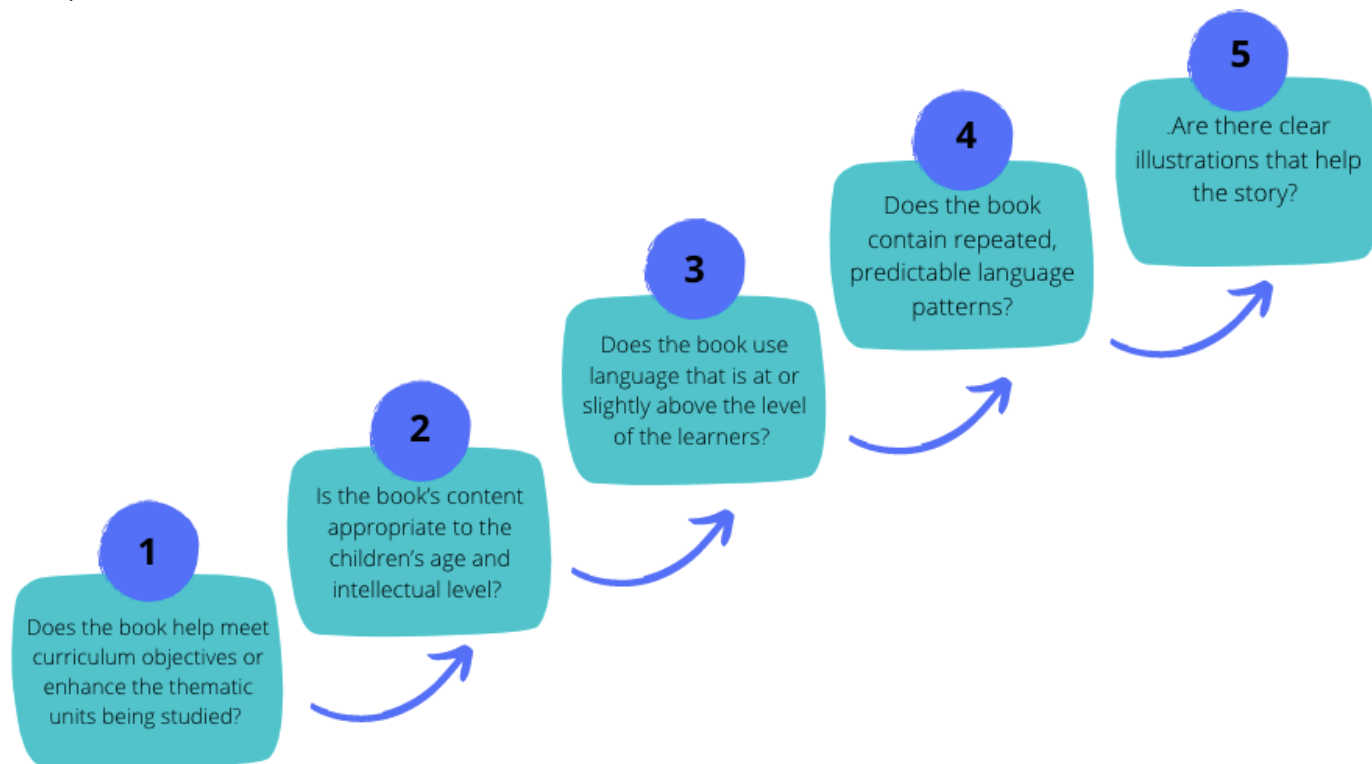 1
Does the book help meet
curriculum objectives or
enhance the thematic
units being studied?
2
Is the book's content
appropriate to the
children's age and
intellectual level?
3
Does the book use
language that is at or
slightly above the level
of the learners?
4
Does the book
contain repeated,
predictable language
patterns?
5
.Are there clear
illustrations that help
the story?